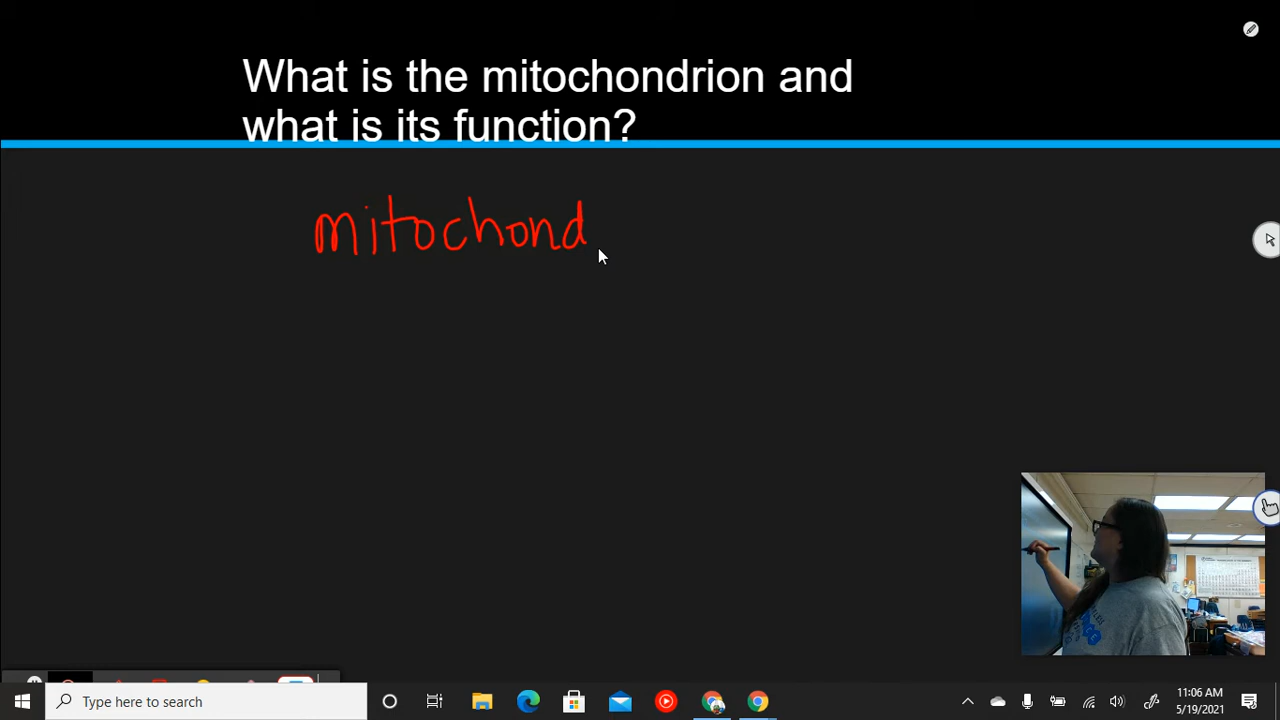 What is the mitochondrion and
what is its function?
mitochond
Type here to search
11:06 AM
5/19/2021